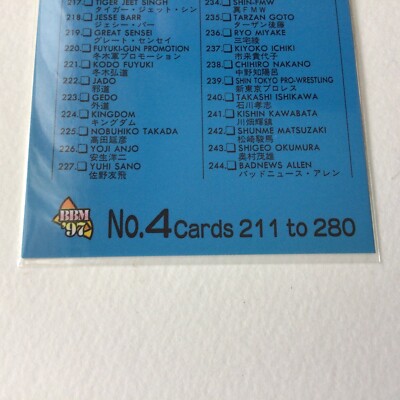 217. TIGER JEET SINGH
タイガー・ジェット・シン
218. JESSE BARR
ジェシー・バー
219. GREAT SENSEI
グレート・センセイ
220. FUYUKI-GUN PROMOTION
冬木軍プロモーション
221. KODO FUYUKI
冬木弘道
222. JADO
邪道
223. GEDO
外道
224. KINGDOM
キングダム
225. NOBUHIKO TAKADA
高田延彦
226. YOJI ANJO
安生洋二
227. YUHI SANO
佐野友飛
234. SHIN-FMW
真FMW
235. TARZAN GOTO
ターザン後藤
236. RYO MIYAKE
三宅綾
237. KIYOKO ICHIKI
市来貴代子
238. CHIHIRO NAKANO
中野知陽呂
239. SHIN TOKYO PRO-WRESTLING
新東京プロレス
240. TAKASHI ISHIKAWA
石川孝志
241. KISHIN KAWABATA
川畑輝鎮
242. SHUNME MATSUZAKI
松崎駿馬
243. SHIGEO OKUMURA
奥村茂雄
244. BADNEWS ALLEN
バッドニュース・アレン
BBM
'97
No.4 Cards 211 to 280